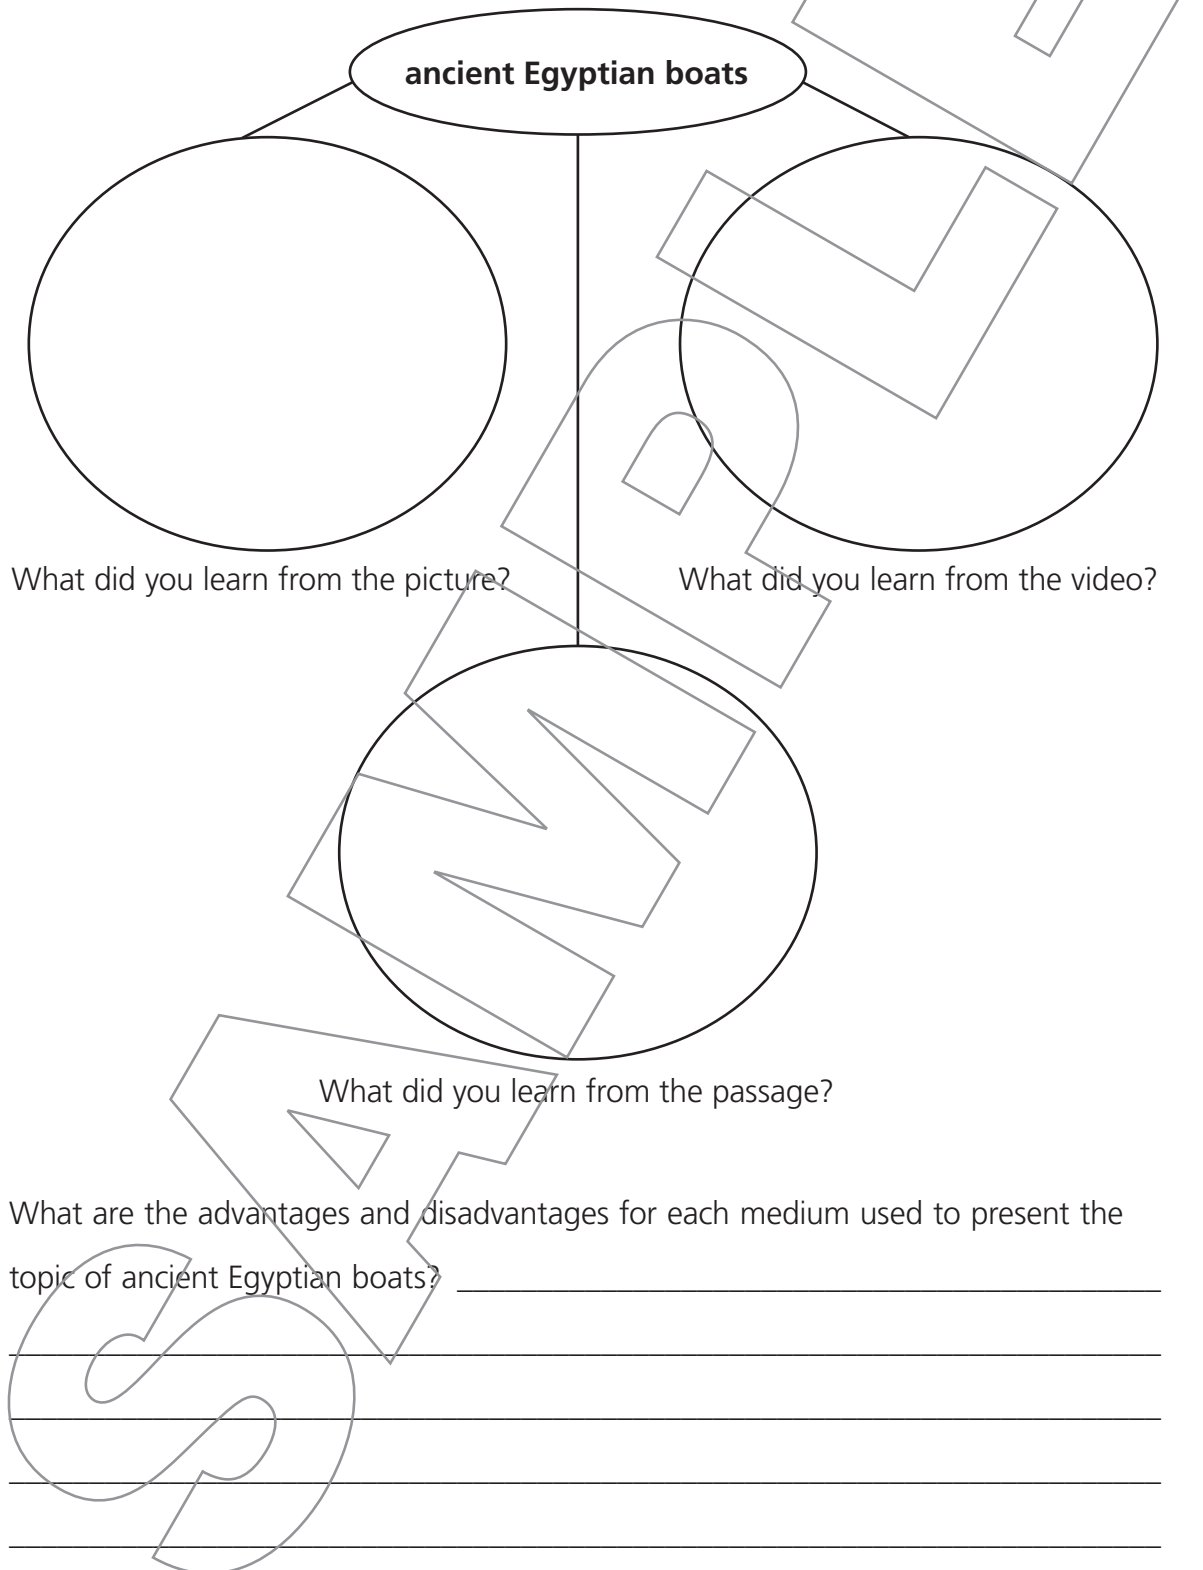 ancient Egyptian boats
What did you learn from the picture?
What did you learn from the video?
What did you learn from the passage?
What are the advantages and disadvantages for each medium used to present the
topic of ancient Egyptian boats?
SAMPLE